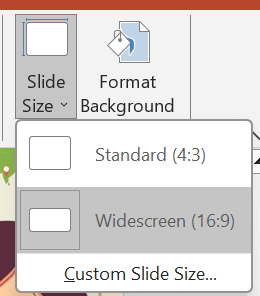 Slide
Size
Format
Background
Standard (4:3)
Widescreen (16:9)
Custom Slide Size...